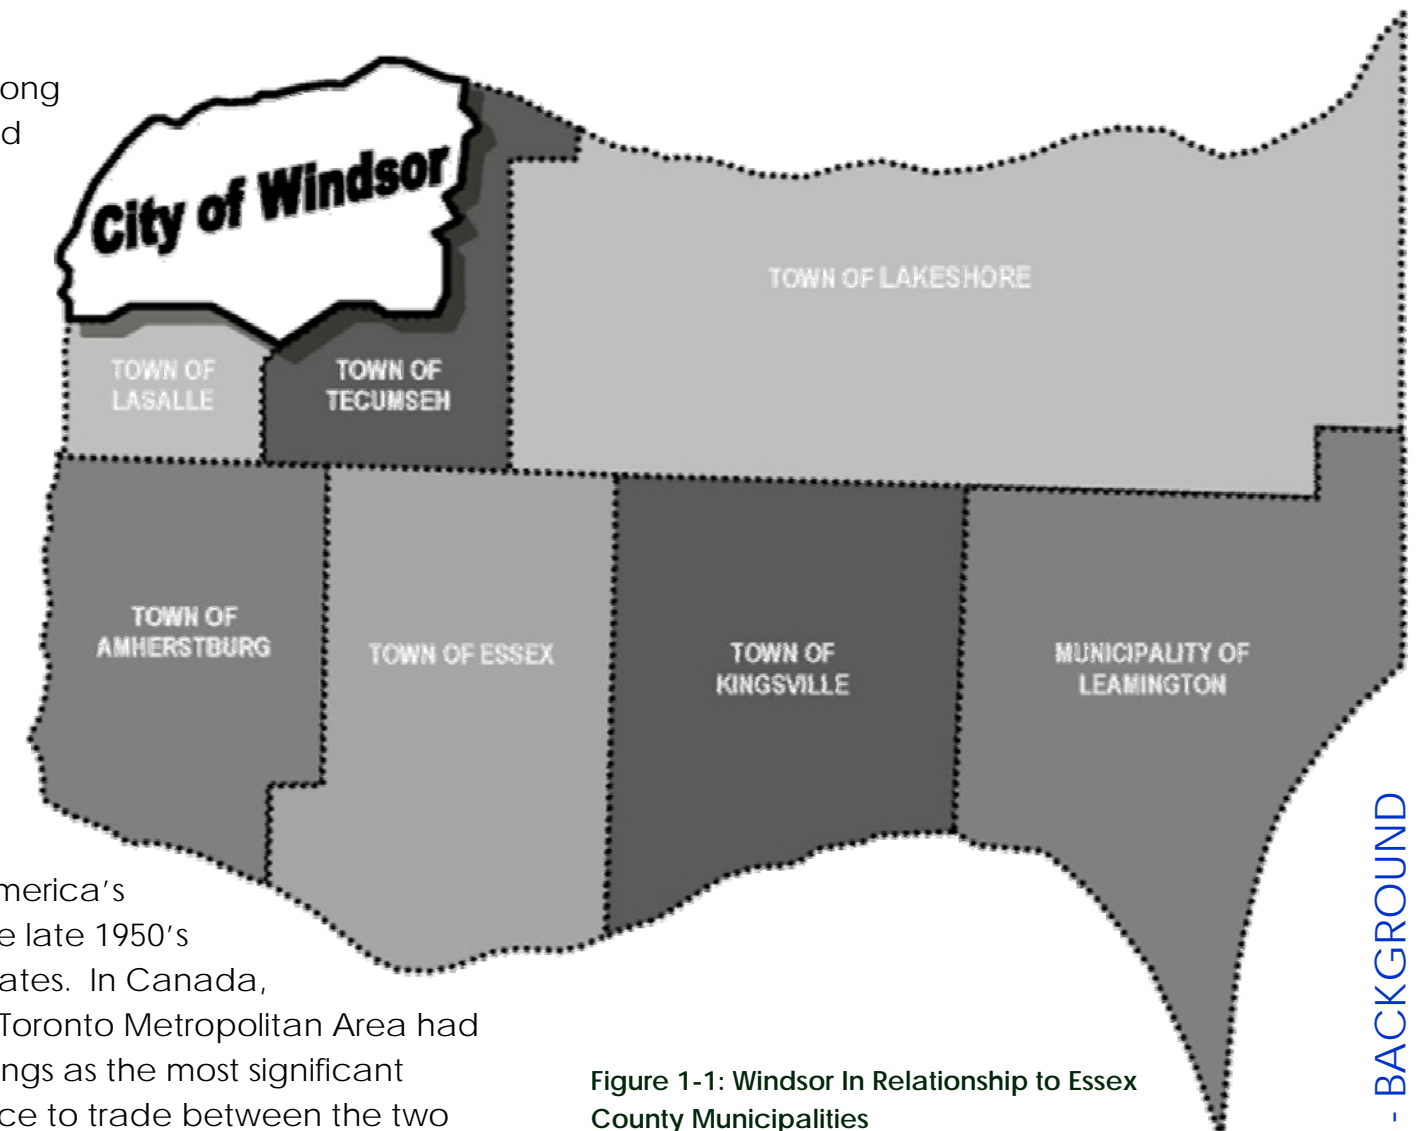 ong
d
City of Windsor
TOWN OF LAKESHORE
TOWN OF
LASALLE
TOWN OF
TECUMSEH
TOWN OF
AMHERSTBURG
TOWN OF ESSEX
TOWN OF
KINGSVILLE
MUNICIPALITY OF
LEAMINGTON
merica's
e late 1950's
ates.  In Canada,
Toronto Metropolitan Area had
ngs as the most significant
ce to trade between the two
Figure 1-1: Windsor In Relationship to Essex
County Municipalities
- BACKGROUND